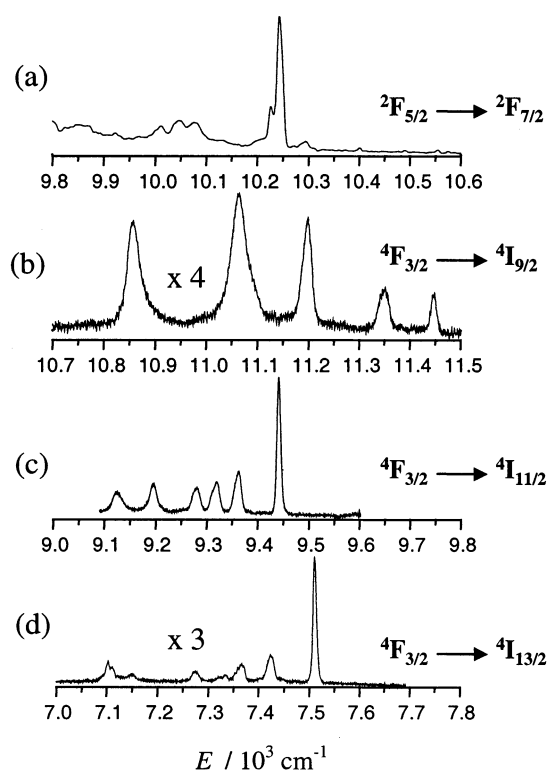 (a)
²F₅/₂ ⟶ ²F₇/₂
9.8 9.9 10.0 10.1 10.2 10.3 10.4 10.5 10.6
(b)
x 4
⁴F₃/₂ ⟶ ⁴I₉/₂
10.7 10.8 10.9 11.0 11.1 11.2 11.3 11.4 11.5
(c)
⁴F₃/₂ ⟶ ⁴I₁₁/₂
9.0 9.1 9.2 9.3 9.4 9.5 9.6 9.7 9.8
(d)
x 3
⁴F₃/₂ ⟶ ⁴I₁₃/₂
7.0 7.1 7.2 7.3 7.4 7.5 7.6 7.7 7.8
E / 10³ cm⁻¹